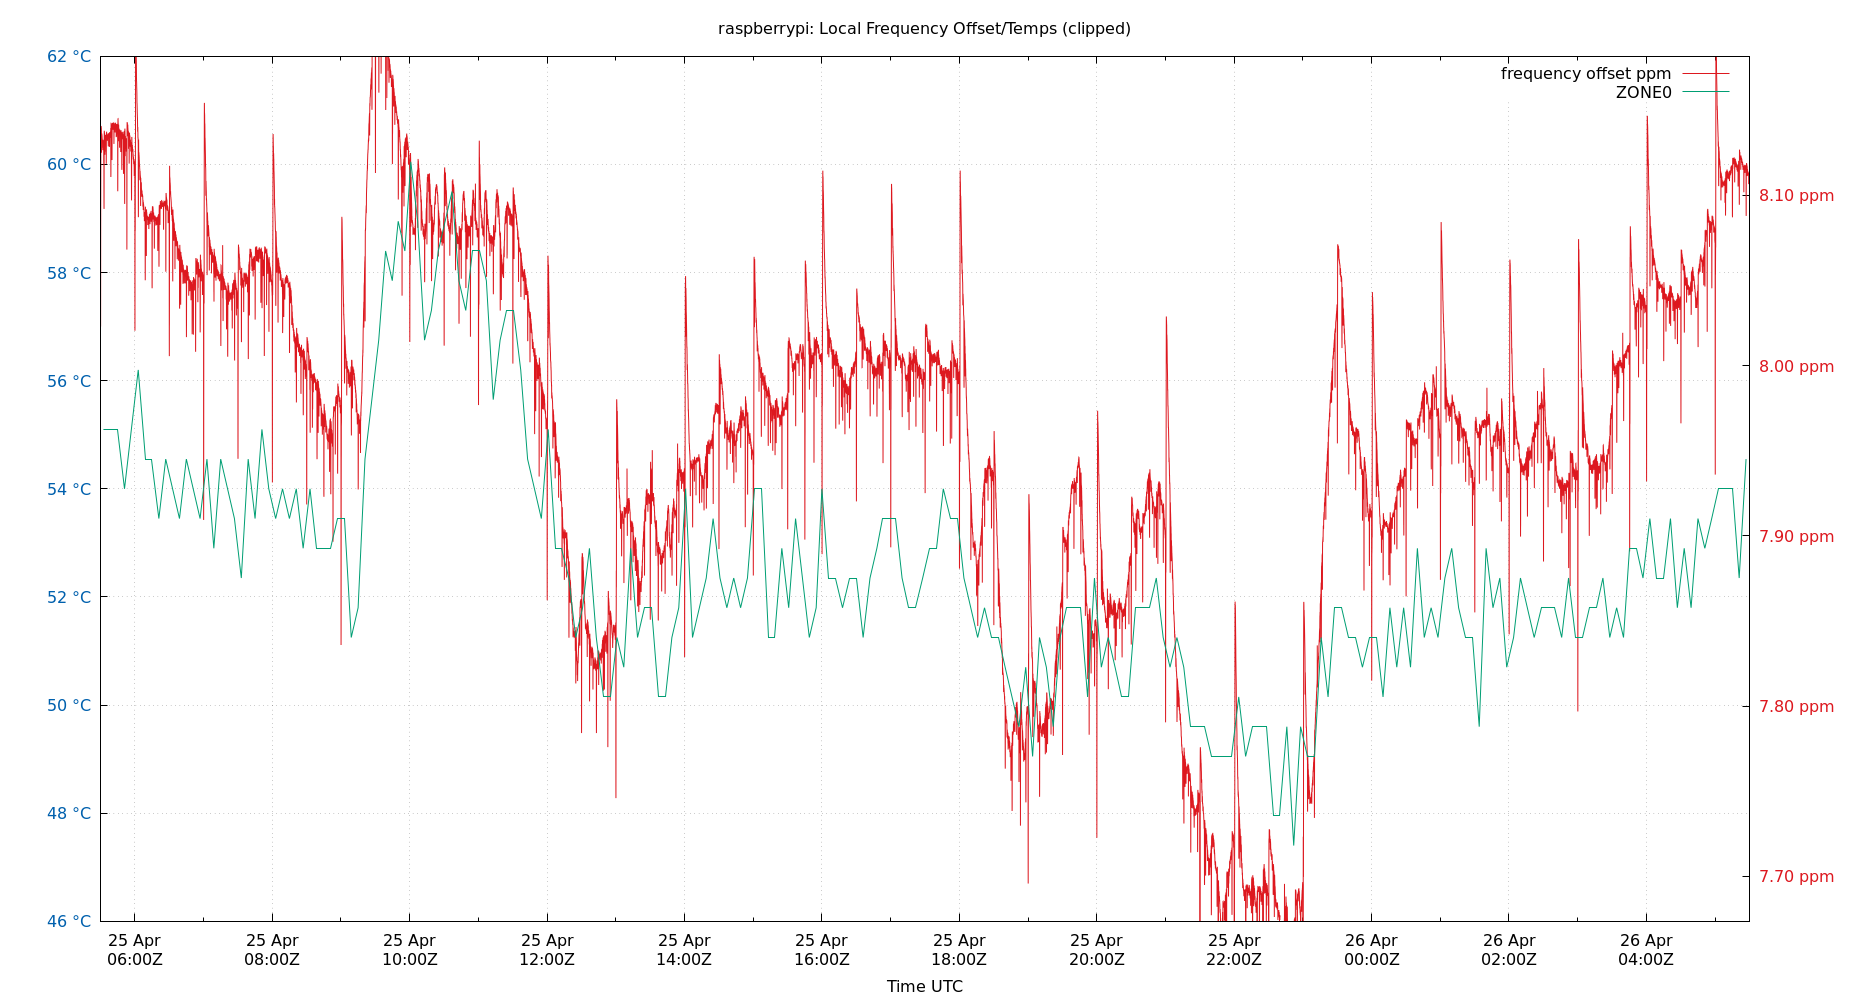 raspberrypi: Local Frequency Offset/Temps (clipped)
62 °C
60 °C
58 °C
56 °C
54 °C
52 °C
50 °C
48 °C
46 °C
frequency offset ppm
ZONE0
8.10 ppm
8.00 ppm
7.90 ppm
7.80 ppm
7.70 ppm
25 Apr
06:00Z
25 Apr
08:00Z
25 Apr
10:00Z
25 Apr
12:00Z
25 Apr
14:00Z
25 Apr
16:00Z
25 Apr
18:00Z
25 Apr
20:00Z
25 Apr
22:00Z
26 Apr
00:00Z
26 Apr
02:00Z
26 Apr
04:00Z
Time UTC